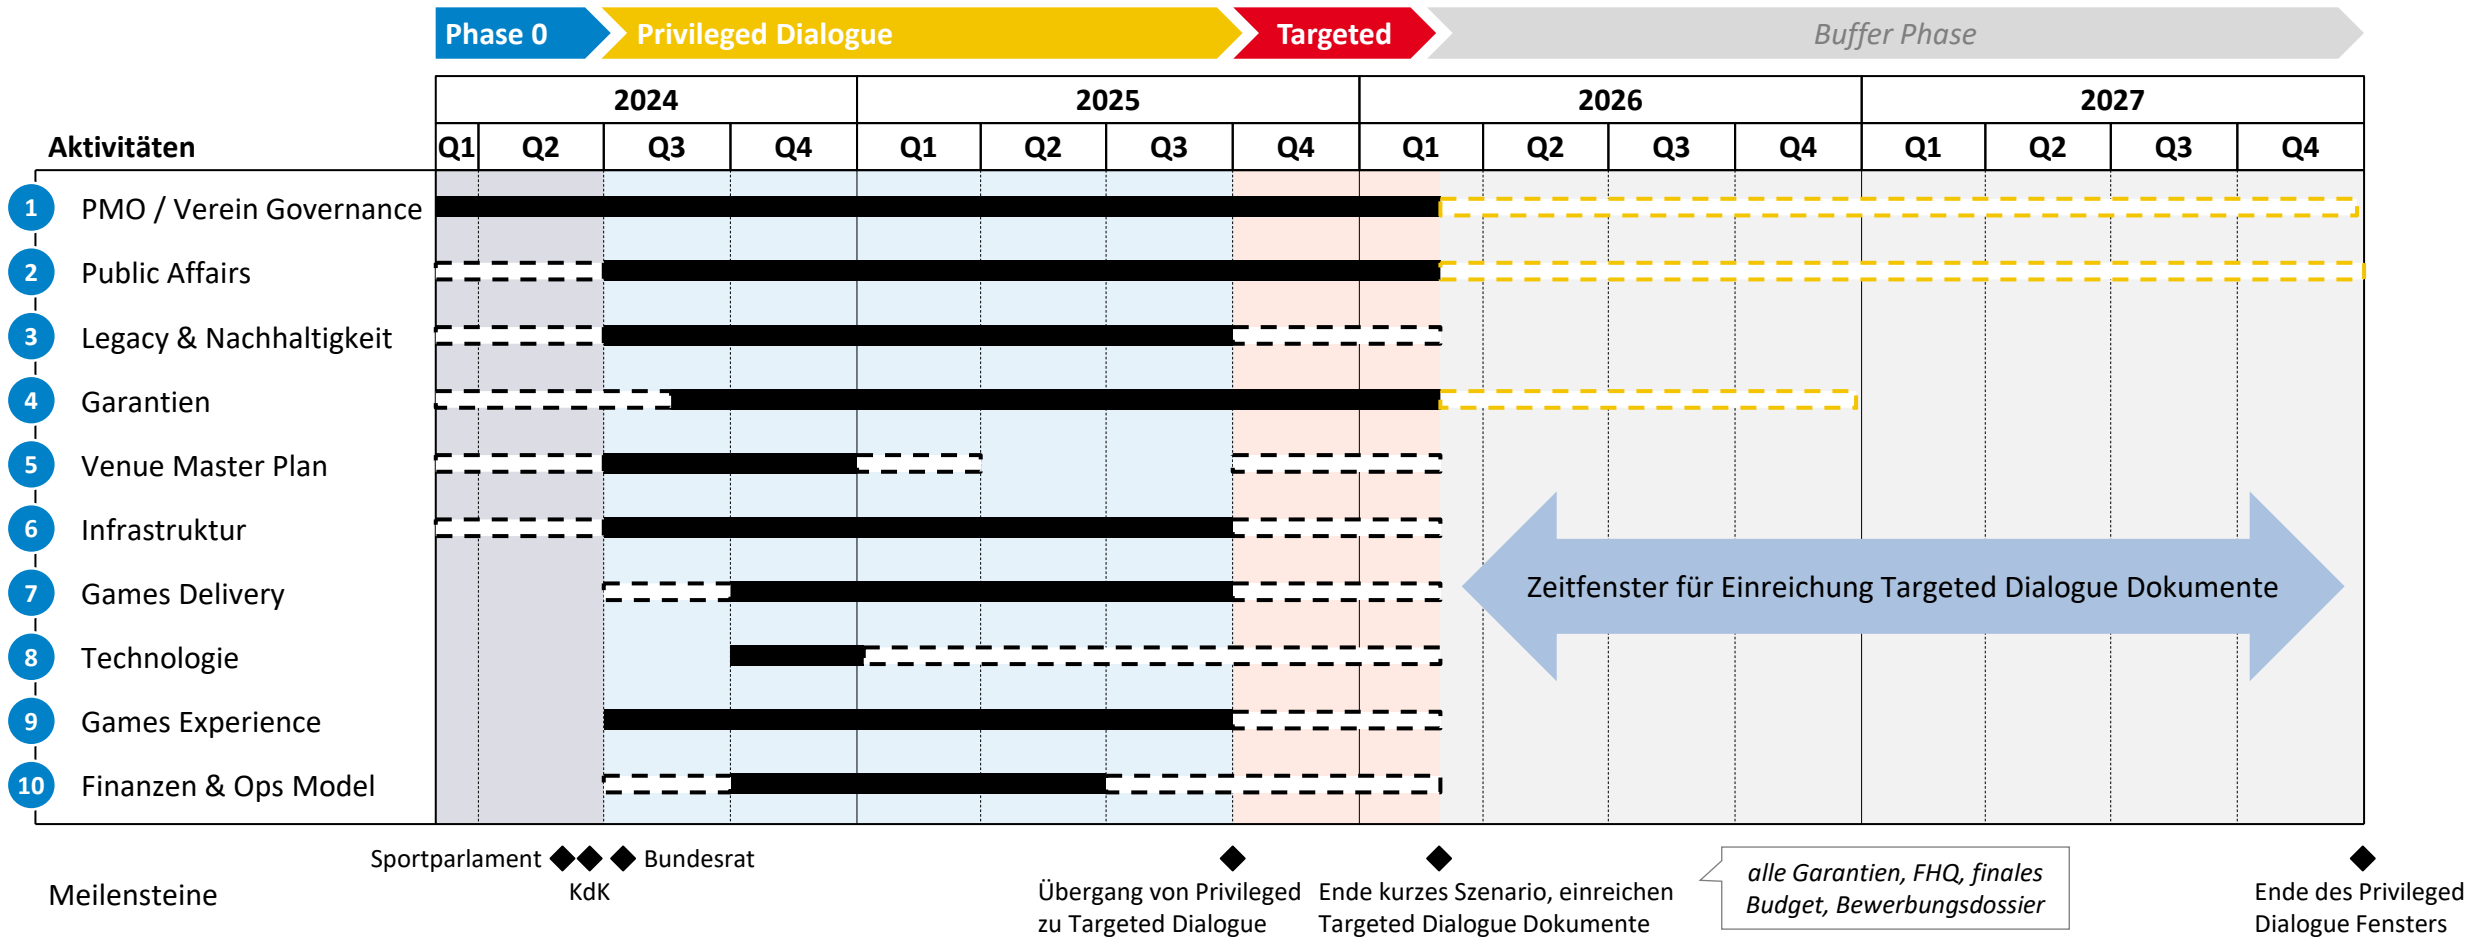 Phase 0
Privileged Dialogue
Targeted
Buffer Phase
2024
2025
2026
2027
Aktivitäten
Q1 Q2 Q3 Q4 Q1 Q2 Q3 Q4 Q1 Q2 Q3 Q4 Q1 Q2 Q3 Q4
1 PMO / Verein Governance
2 Public Affairs
3 Legacy & Nachhaltigkeit
4 Garantien
5 Venue Master Plan
6 Infrastruktur
7 Games Delivery
Zeitfenster für Einreichung Targeted Dialogue Dokumente
8 Technologie
9 Games Experience
10 Finanzen & Ops Model
Meilensteine
Sportparlament
KdK
Bundesrat
Übergang von Privileged
zu Targeted Dialogue
Ende kurzes Szenario, einreichen
Targeted Dialogue Dokumente
alle Garantien, FHQ, finales
Budget, Bewerbungsdossier
Ende des Privileged
Dialogue Fensters